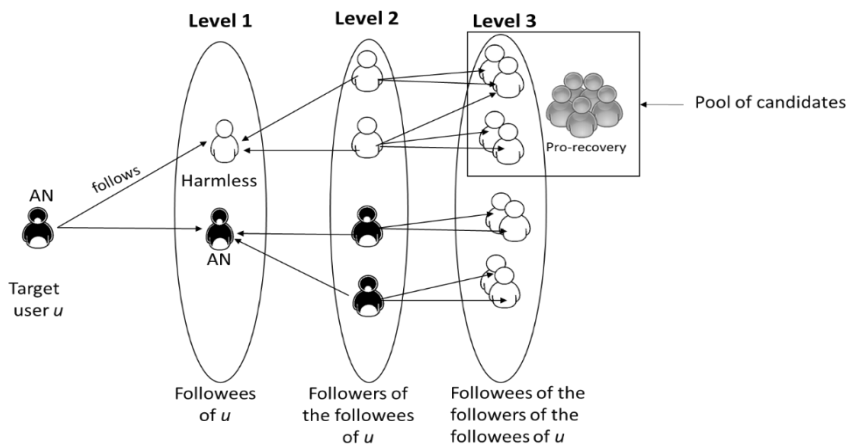 Level 1
Level 2
Level 3
Pool of candidates
Pro-recovery
follows
Harmless
AN
AN
Target
user u
Followees
of u
Followers of
the followees
of u
Followees of the
followers of the
followees of u